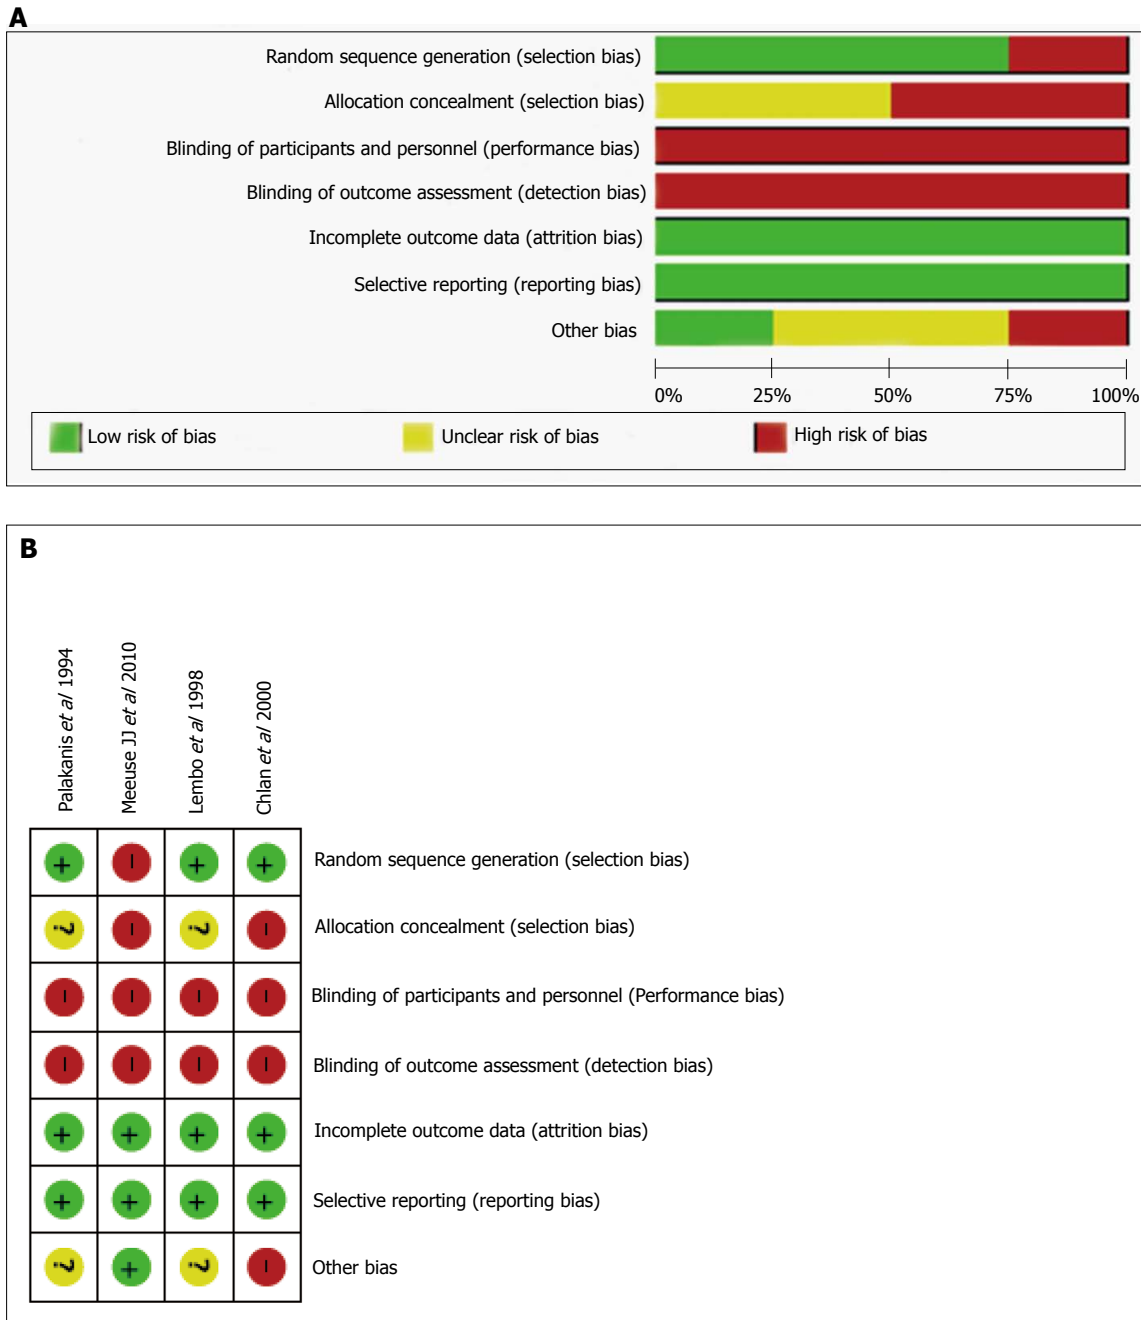 A
Random sequence generation (selection bias)
Allocation concealment (selection bias)
Blinding of participants and personnel (performance bias)
Blinding of outcome assessment (detection bias)
Incomplete outcome data (attrition bias)
Selective reporting (reporting bias)
Other bias
0% 25% 50% 75% 100%
Low risk of bias Unclear risk of bias High risk of bias
B
Palakanis et al 1994
Meeuse JJ et al 2010
Lembo et al 1998
Chlan et al 2000
+ − + + Random sequence generation (selection bias)
? − ? − Allocation concealment (selection bias)
− − − − Blinding of participants and personnel (Performance bias)
− − − − Blinding of outcome assessment (detection bias)
+ + + + Incomplete outcome data (attrition bias)
+ + + + Selective reporting (reporting bias)
? + ? − Other bias